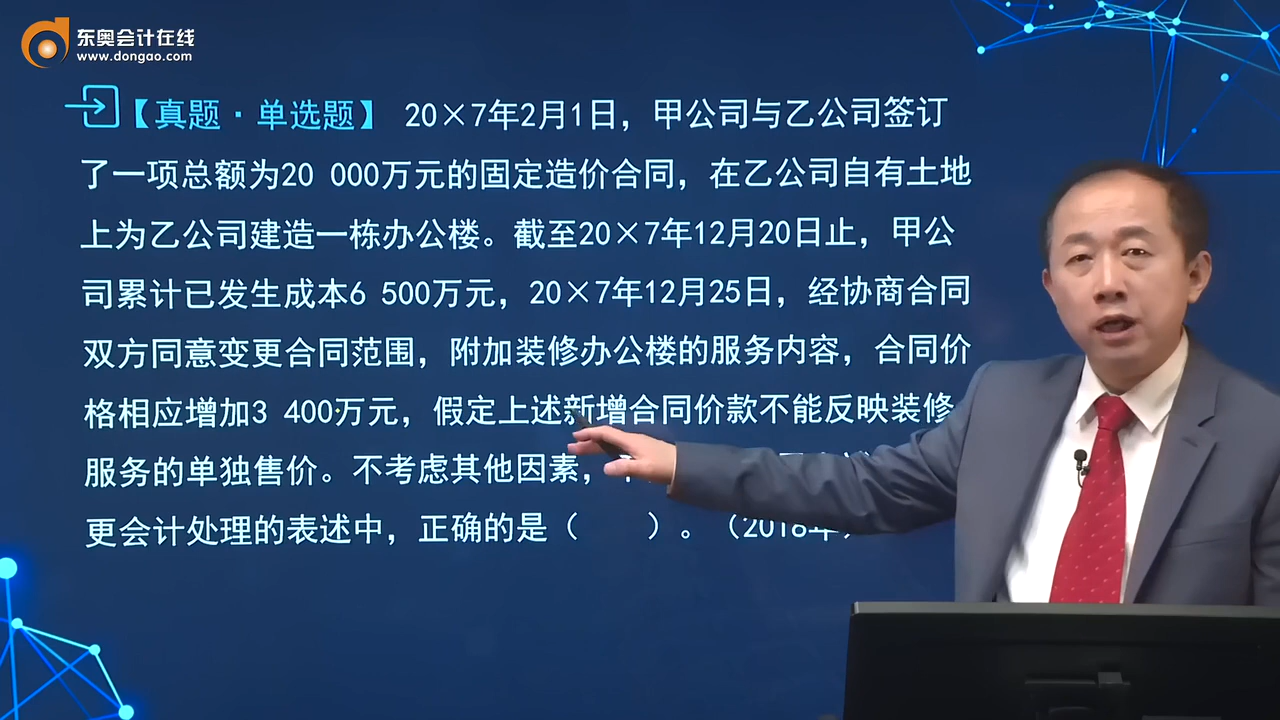 东奥会计在线
www.dongao.com
【真题·单选题】 20×7年2月1日，甲公司与乙公司签订
了一项总额为20 000万元的固定造价合同，在乙公司自有土地
上为乙公司建造一栋办公楼。截至20×7年12月20日止，甲公
司累计已发生成本6 500万元，20×7年12月25日，经协商合同
双方同意变更合同范围，附加装修办公楼的服务内容，合同价
格相应增加3 400万元，假定上述新增合同价款不能反映装修
服务的单独售价。不考虑其他因素，
更会计处理的表述中，正确的是（ ）。（2018年）